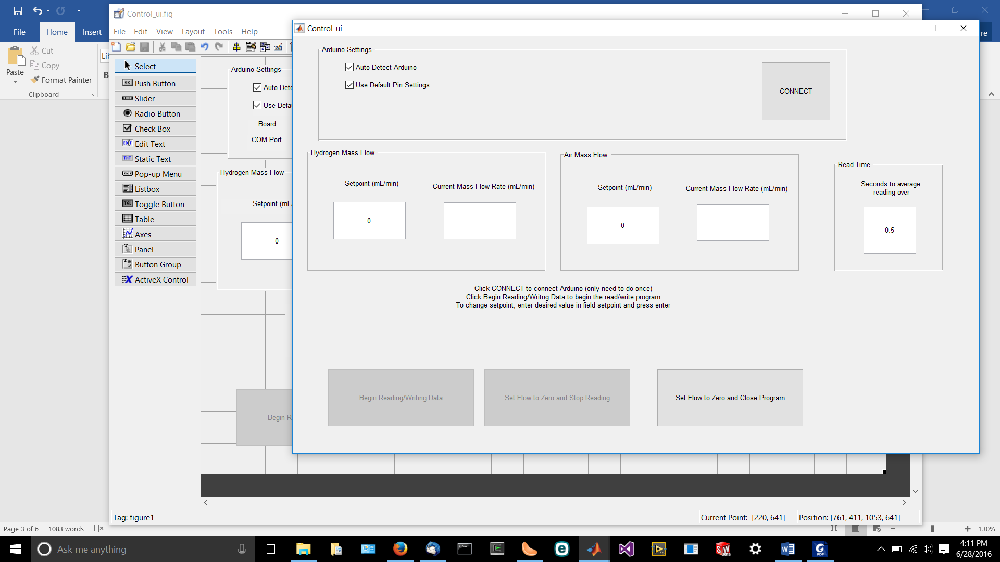 Control_ui.fig
File
Home
Insert
File Edit View Layout Tools Help
Control_ui
Cut
Copy
Paste
Format Painter
Clipboard
Select
Push Button
Slider
Radio Button
Check Box
Edit Text
Static Text
Pop-up Menu
Listbox
Toggle Button
Table
Axes
Panel
Button Group
ActiveX Control
Arduino Settings
Auto Dete
Use Defau
Board
COM Port
Hydrogen Mass Flow
Setpoint (mL/
0
Begin R
Arduino Settings
Auto Detect Arduino
Use Default Pin Settings
CONNECT
Hydrogen Mass Flow
Setpoint (mL/min)
Current Mass Flow Rate (mL/min)
0
Air Mass Flow
Setpoint (mL/min)
Current Mass Flow Rate (mL/min)
0
Read Time
Seconds to average
reading over
0.5
Click CONNECT to connect Arduino (only need to do once)
Click Begin Reading/Writng Data to begin the read/write program
To change setpoint, enter desired value in field setpoint and press enter
Begin Reading/Writing Data
Set Flow to Zero and Stop Reading
Set Flow to Zero and Close Program
Tag: figure1
Current Point: [220, 641]
Position: [761, 411, 1053, 641]
Page 3 of 6
1083 words
130%
Ask me anything
4:11 PM
6/28/2016